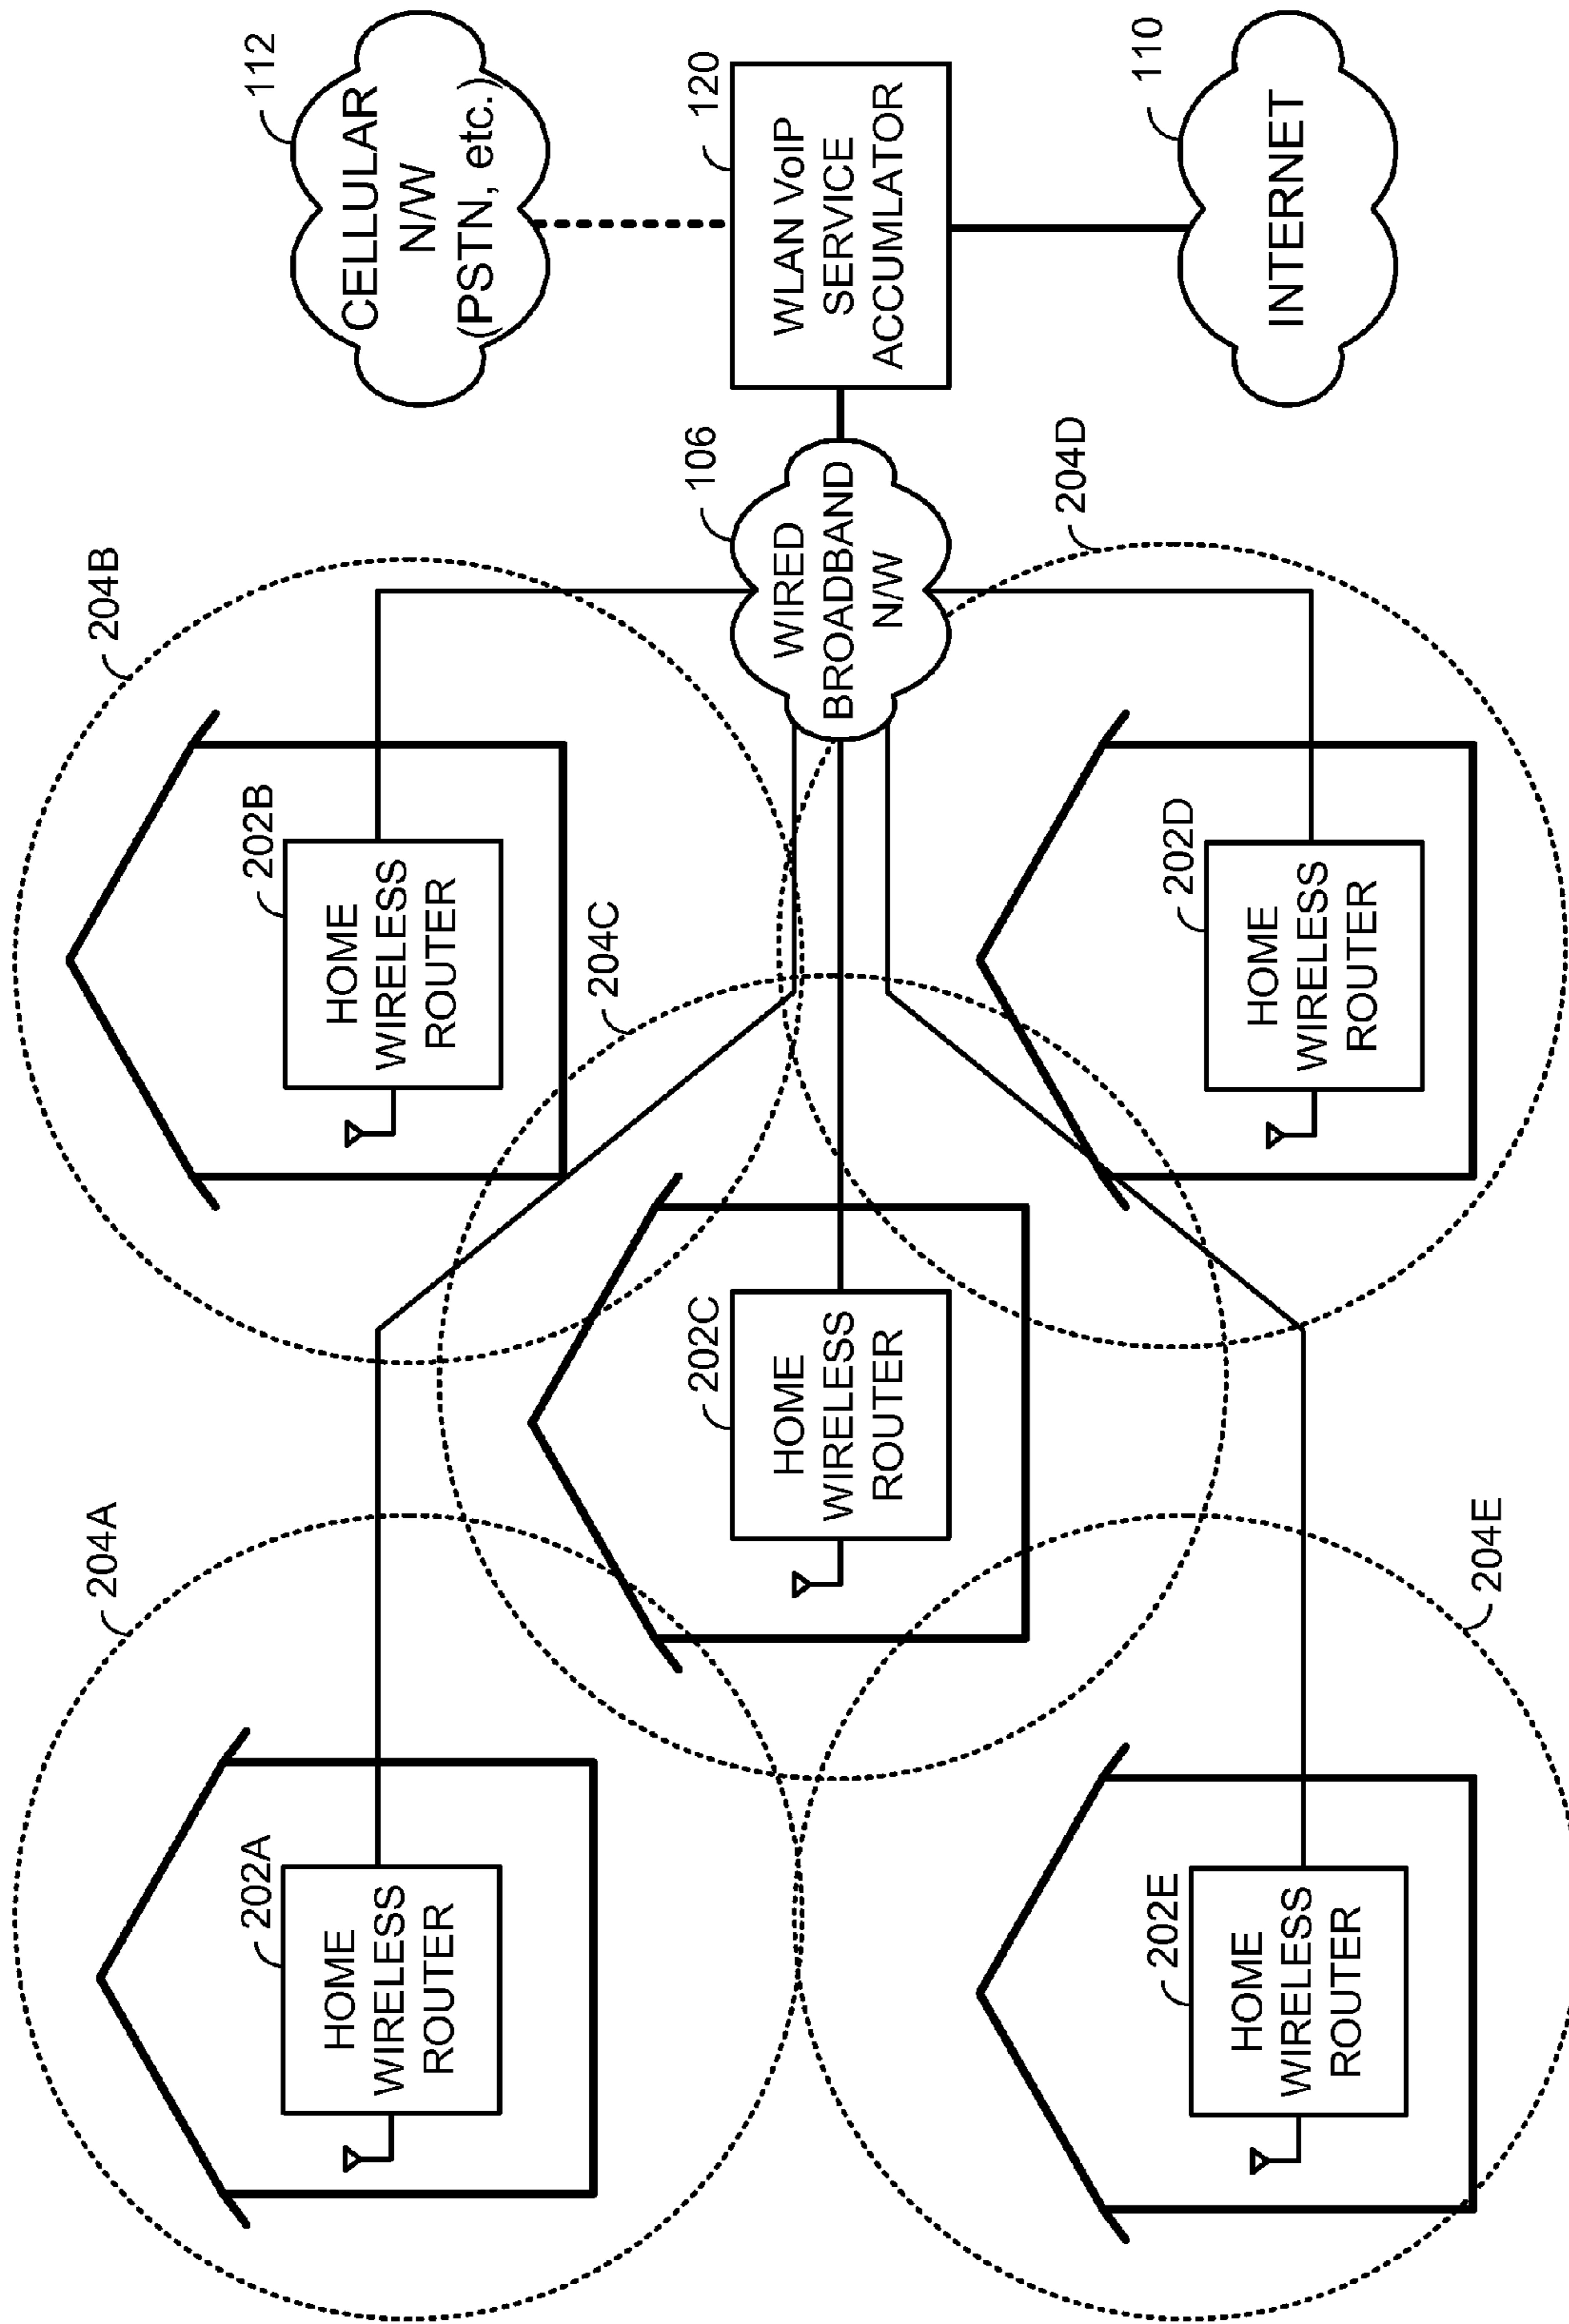 204A
202A
HOME
WIRELESS
ROUTER
204B
202B
HOME
WIRELESS
ROUTER
112
CELLULAR
N/W
(PSTN, etc.)
204C
202C
HOME
WIRELESS
ROUTER
106
WIRED
BROADBAND
N/W
120
WLAN VoIP
SERVICE
ACCUMLATOR
204E
202E
HOME
WIRELESS
ROUTER
204D
202D
HOME
WIRELESS
ROUTER
110
INTERNET